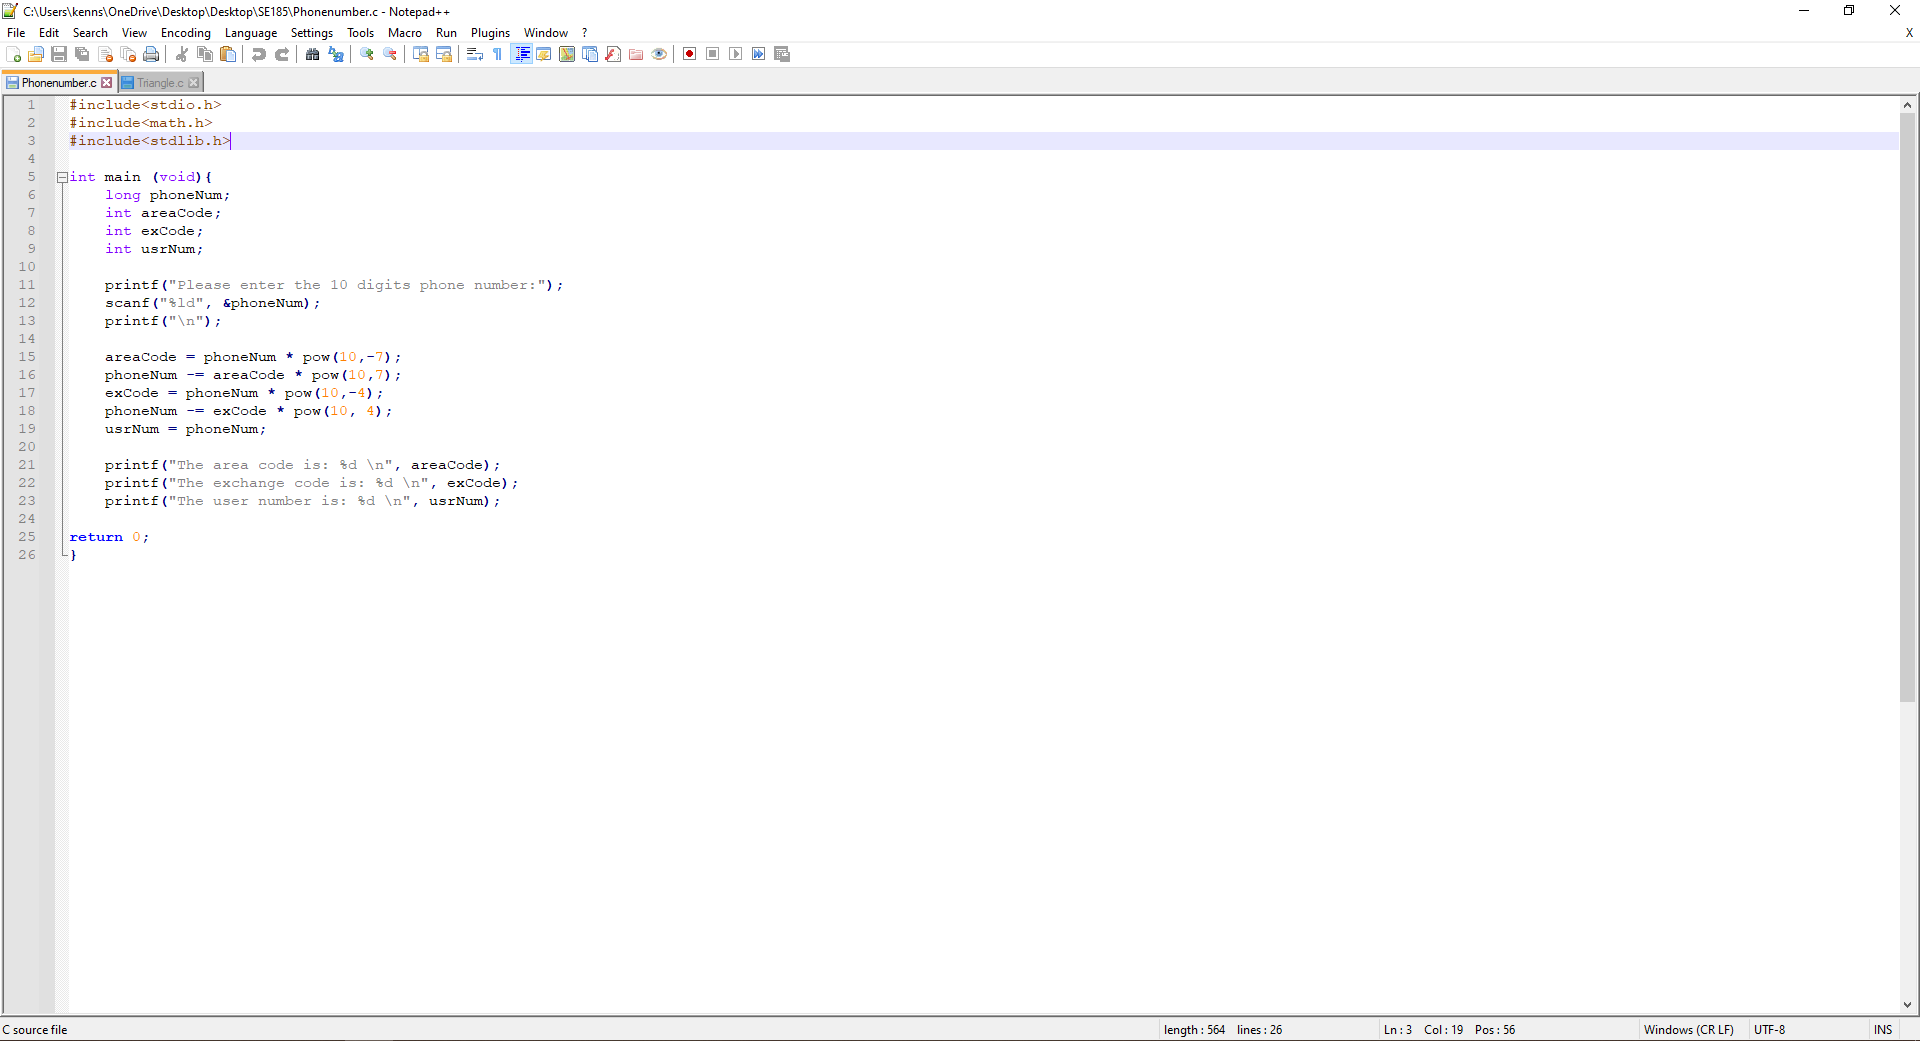 C:\Users\kenns\OneDrive\Desktop\Desktop\SE185\Phonenumber.c - Notepad++
File Edit Search View Encoding Language Settings Tools Macro Run Plugins Window ? X
Phonenumber.c Triangle.c
1 #include<stdio.h>
2 #include<math.h>
3 #include<stdlib.h>
4
5 int main (void){
6 long phoneNum;
7 int areaCode;
8 int exCode;
9 int usrNum;
10
11 printf("Please enter the 10 digits phone number:");
12 scanf("%ld", &phoneNum);
13 printf("\n");
14
15 areaCode = phoneNum * pow(10,-7);
16 phoneNum -= areaCode * pow(10,7);
17 exCode = phoneNum * pow(10,-4);
18 phoneNum -= exCode * pow(10, 4);
19 usrNum = phoneNum;
20
21 printf("The area code is: %d \n", areaCode);
22 printf("The exchange code is: %d \n", exCode);
23 printf("The user number is: %d \n", usrNum);
24
25 return 0;
26 }
C source file length : 564 lines : 26 Ln : 3 Col : 19 Pos : 56 Windows (CR LF) UTF-8 INS